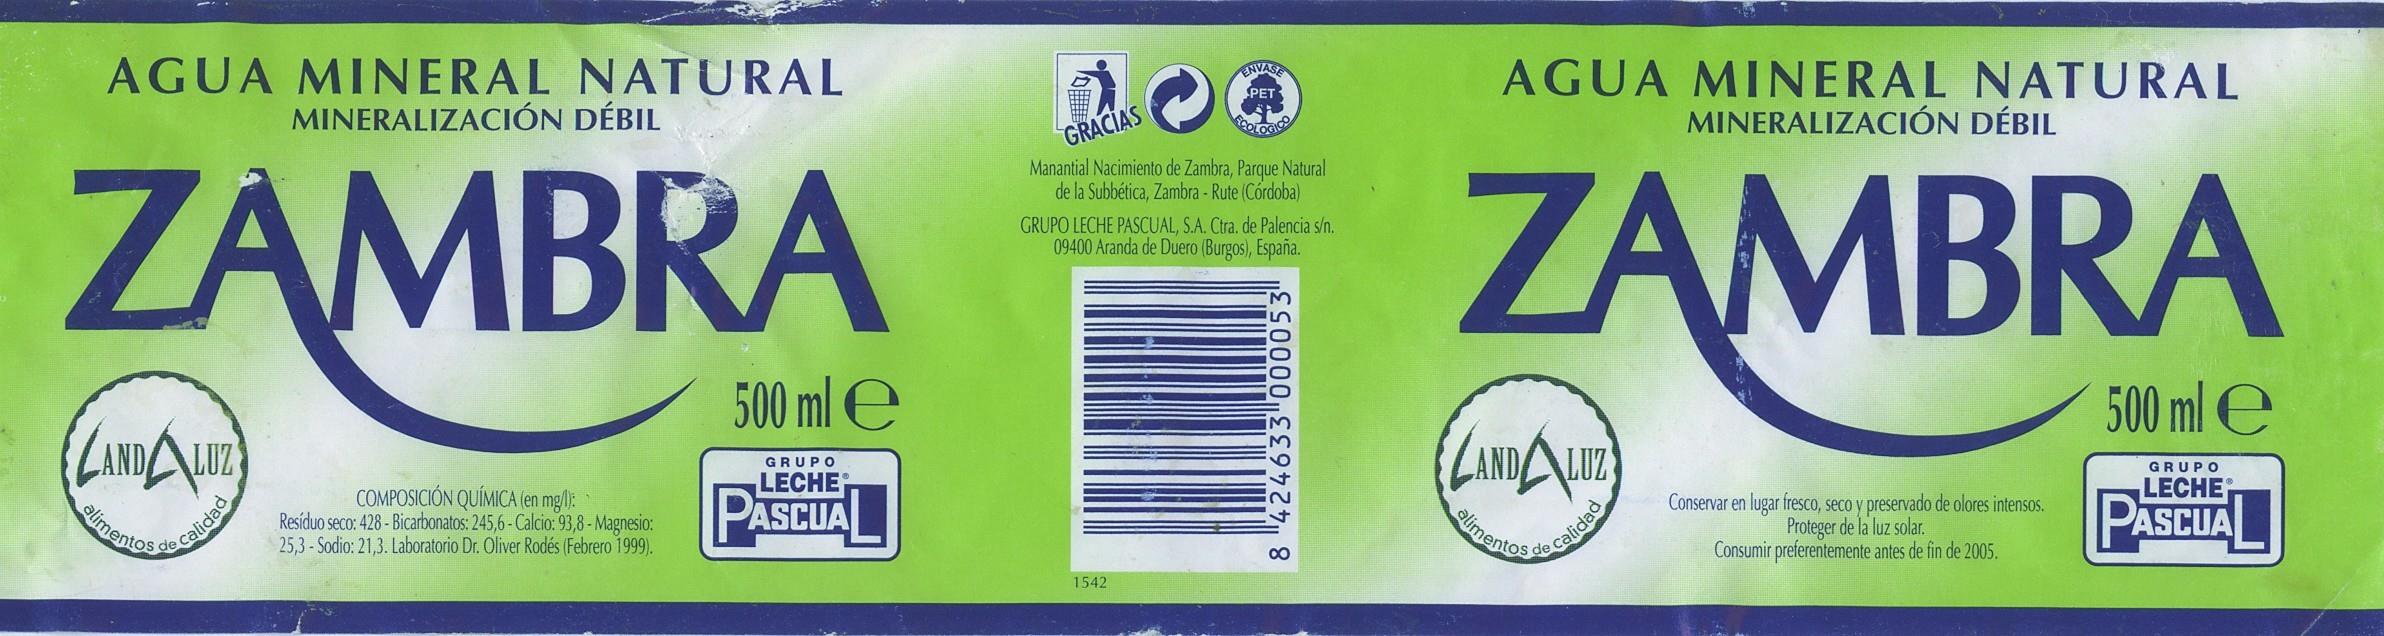 AGUA MINERAL NATURAL
MINERALIZACIÓN DÉBIL
ZAMBRA
LANDALUZ
alimentos de calidad
500 ml e
COMPOSICIÓN QUÍMICA (en mg/l):
Resíduo seco: 428 - Bicarbonatos: 245,6 - Calcio: 93,8 - Magnesio:
25,3 - Sodio: 21,3. Laboratorio Dr. Oliver Rodés (Febrero 1999).
GRUPO
LECHE®
PASCUAL
GRACIAS
ENVASE
PET
ECOLOGICO
Manantial Nacimiento de Zambra, Parque Natural
de la Subbética, Zambra - Rute (Córdoba)
GRUPO LECHE PASCUAL, S.A. Ctra. de Palencia s/n.
09400 Aranda de Duero (Burgos), España.
8 424633 000053
1542
AGUA MINERAL NATURAL
MINERALIZACIÓN DÉBIL
ZAMBRA
LANDALUZ
alimentos de calidad
500 ml e
Conservar en lugar fresco, seco y preservado de olores intensos.
Proteger de la luz solar.
Consumir preferentemente antes de fin de 2005.
GRUPO
LECHE®
PASCUAL